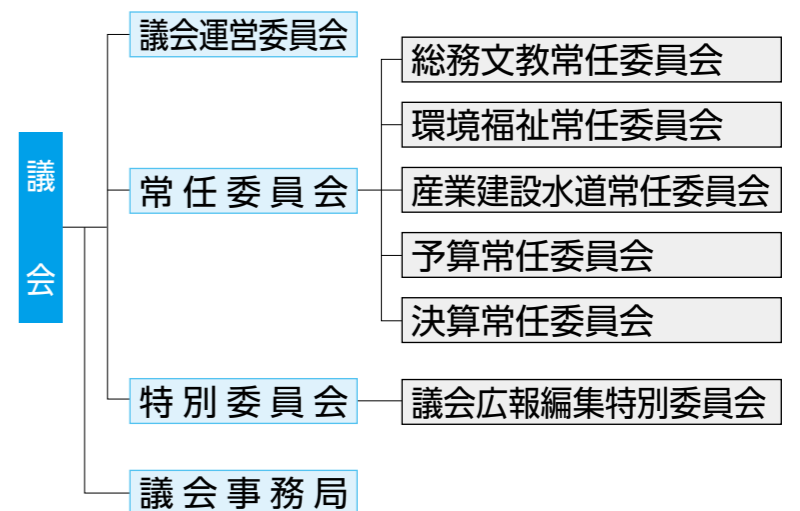 議会
議会運営委員会
常任委員会
総務文教常任委員会
環境福祉常任委員会
産業建設水道常任委員会
予算常任委員会
決算常任委員会
特別委員会
議会広報編集特別委員会
議会事務局